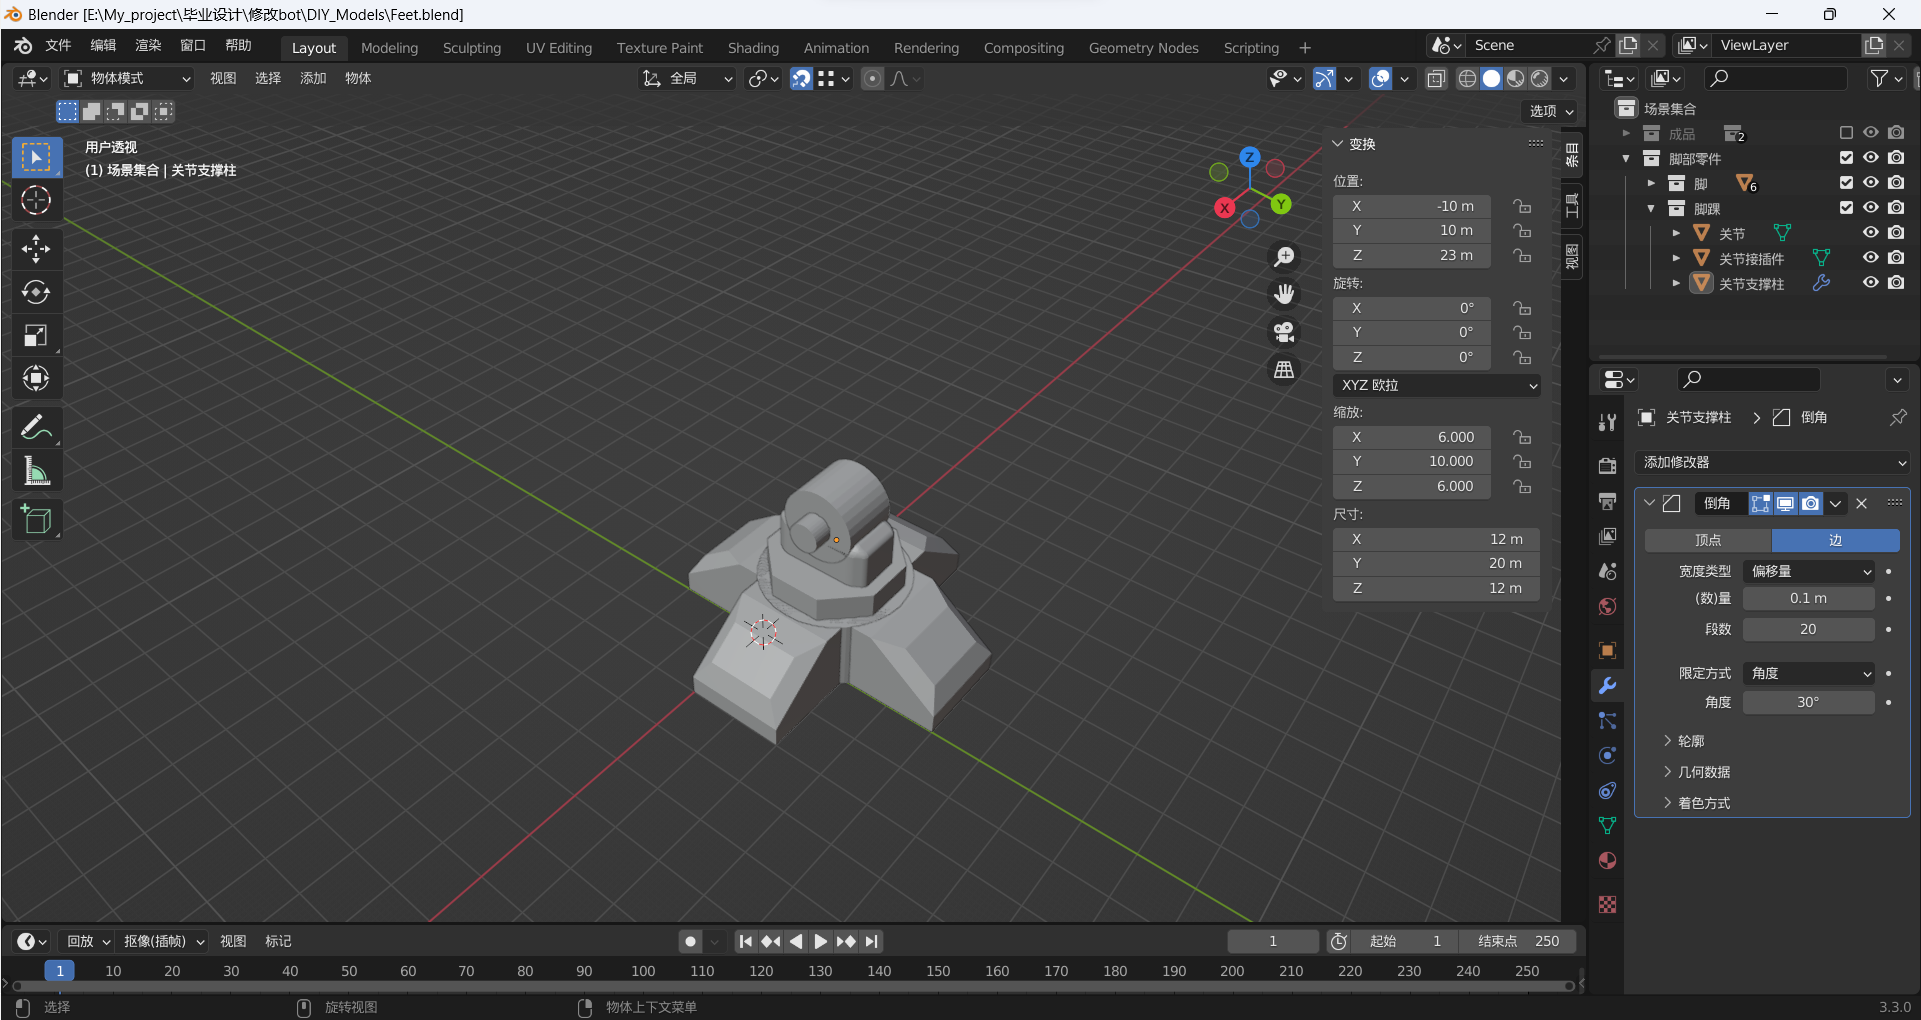 Blender [E:\My_project\毕业设计\修改bot\DIY_Models\Feet.blend]
文件 编辑 渲染 窗口 帮助 Layout Modeling Sculpting UV Editing Texture Paint Shading Animation Rendering Compositing Geometry Nodes Scripting + Scene ViewLayer
物体模式 视图 选择 添加 物体 全局
选项
用户透视
(1) 场景集合 | 关节支撑柱
Z
X
Y
变换
位置:
X -10 m
Y 10 m
Z 23 m
旋转:
X 0°
Y 0°
Z 0°
XYZ 欧拉
缩放:
X 6.000
Y 10.000
Z 6.000
尺寸:
X 12 m
Y 20 m
Z 12 m
条目
工具
视图
场景集合
成品 2
脚部零件
脚 6
脚踝
关节
关节接插件
关节支撑柱
关节支撑柱 倒角
添加修改器
倒角
顶点 边
宽度类型 偏移量
(数)量 0.1 m
段数 20
限定方式 角度
角度 30°
轮廓
几何数据
着色方式
回放 抠像(插帧) 视图 标记 1 起始 1 结束点 250
1 10 20 30 40 50 60 70 80 90 100 110 120 130 140 150 160 170 180 190 200 210 220 230 240 250
选择 旋转视图 物体上下文菜单 3.3.0